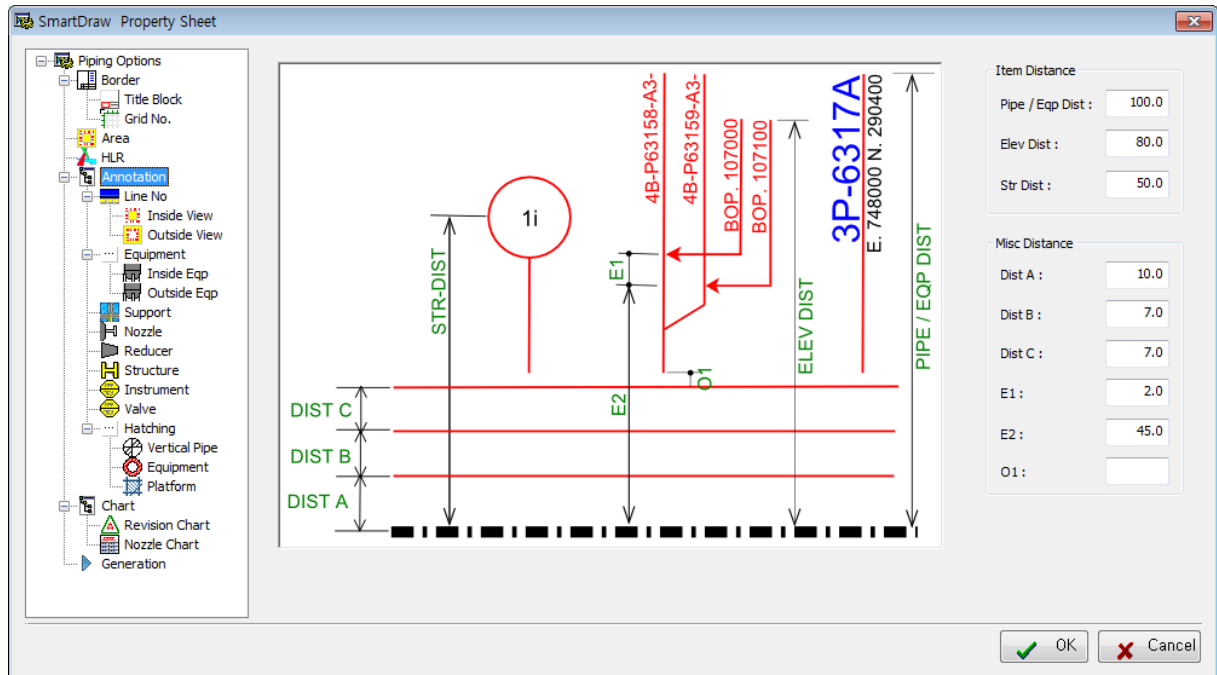 SmartDraw Property Sheet
Piping Options
Border
Title Block
Grid No.
Area
HLR
Annotation
Line No
Inside View
Outside View
Equipment
Inside Eqp
Outside Eqp
Support
Nozzle
Reducer
Structure
Instrument
Valve
Hatching
Vertical Pipe
Equipment
Platform
Chart
Revision Chart
Nozzle Chart
Generation
1i
STR-DIST
E1
E2
4B-P63158-A3-
4B-P63159-A3-
BOP. 107000
BOP. 107100
O1
ELEV DIST
3P-6317A
E. 748000 N. 290400
PIPE / EQP DIST
DIST C
DIST B
DIST A
Item Distance
Pipe / Eqp Dist : 100.0
Elev Dist : 80.0
Str Dist : 50.0
Misc Distance
Dist A : 10.0
Dist B : 7.0
Dist C : 7.0
E1 : 2.0
E2 : 45.0
O1 :
OK
Cancel